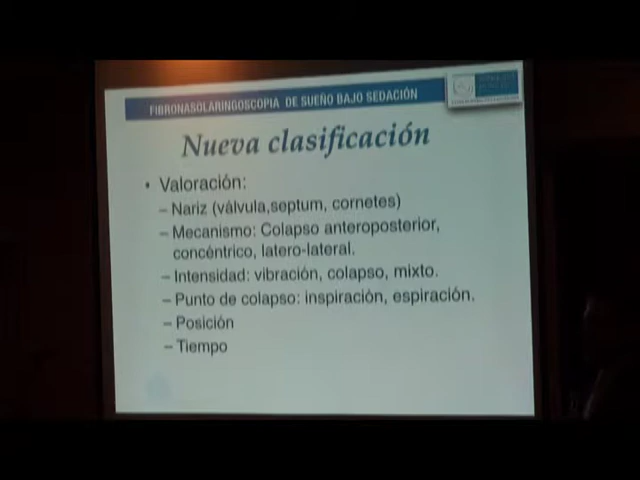 FIBRONASOLARINGOSCOPIA DE SUEÑO BAJO SEDACIÓN
Nueva clasificación
• Valoración:
– Nariz (válvula,septum, cornetes)
– Mecanismo: Colapso anteroposterior,
concéntrico, latero-lateral.
– Intensidad: vibración, colapso, mixto.
– Punto de colapso: inspiración, espiración.
– Posición
– Tiempo